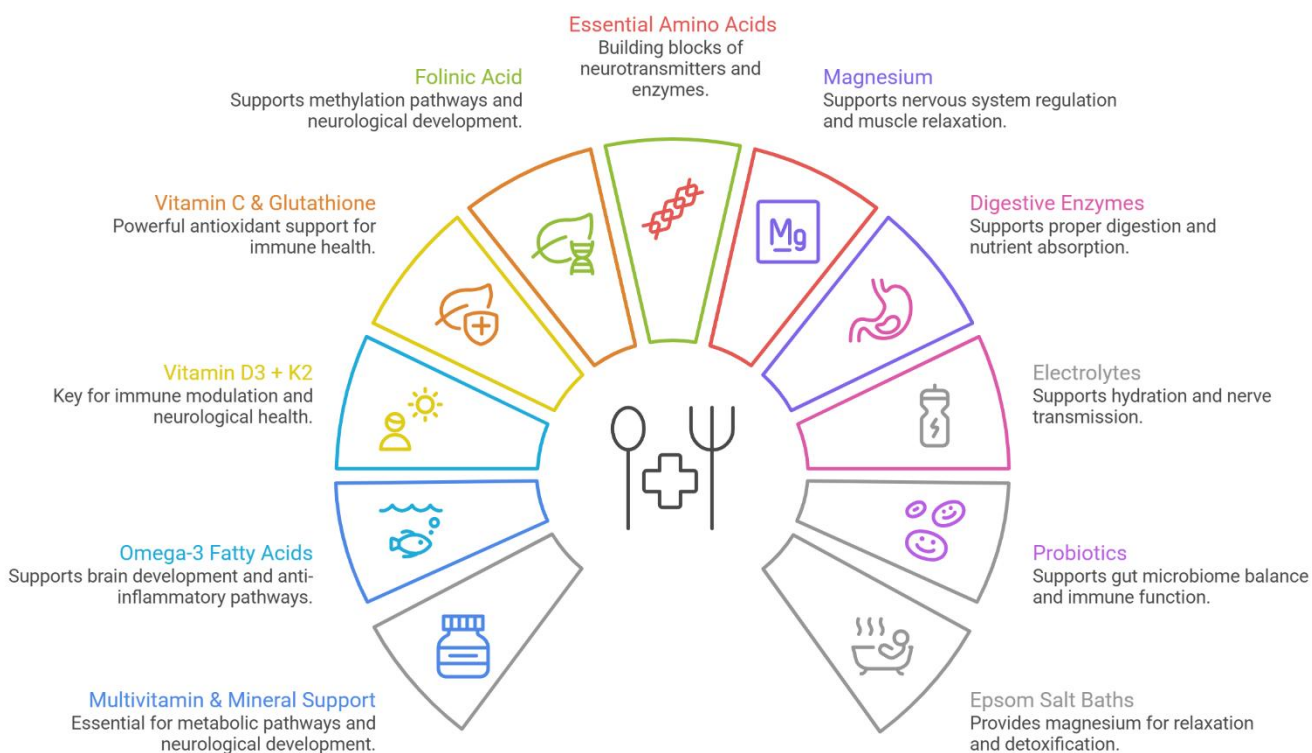 Essential Amino Acids
Building blocks of
neurotransmitters and
enzymes.
Folinic Acid
Supports methylation pathways and
neurological development.
Magnesium
Supports nervous system regulation
and muscle relaxation.
Vitamin C & Glutathione
Powerful antioxidant support for
immune health.
Mg
Digestive Enzymes
Supports proper digestion and
nutrient absorption.
Vitamin D3 + K2
Key for immune modulation and
neurological health.
Electrolytes
Supports hydration and nerve
transmission.
Omega-3 Fatty Acids
Supports brain development and anti-
inflammatory pathways.
Probiotics
Supports gut microbiome balance
and immune function.
Multivitamin & Mineral Support
Essential for metabolic pathways and
neurological development.
Epsom Salt Baths
Provides magnesium for relaxation
and detoxification.